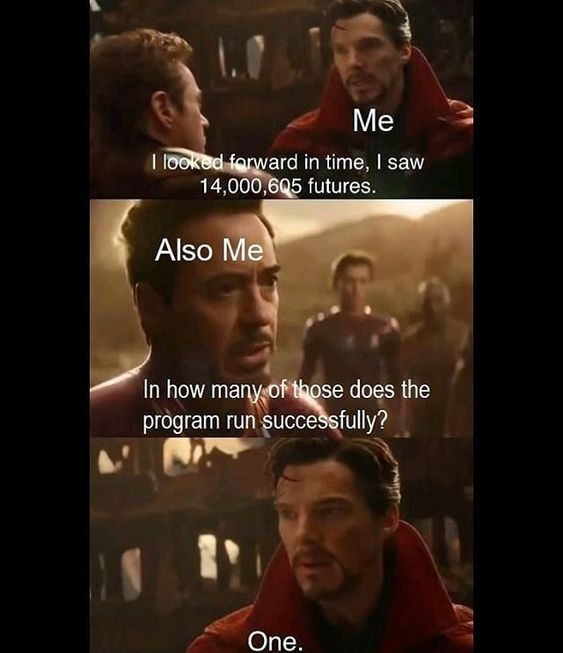 Me
I looked forward in time, I saw
14,000,605 futures.
Also Me
In how many of those does the
program run successfully?
One.